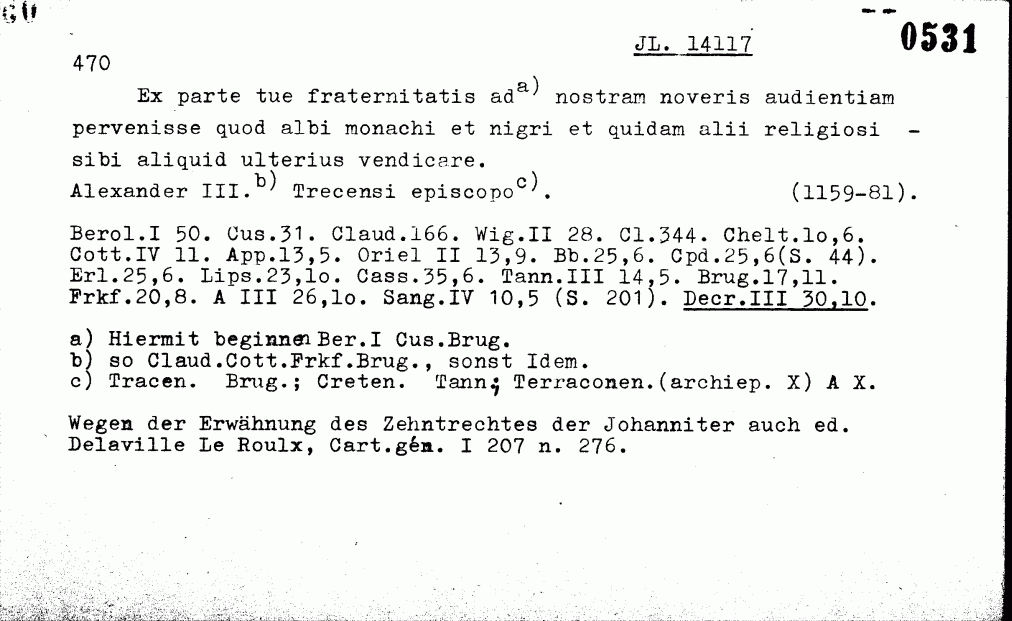 JL. 14117 0531
470
Ex parte tue fraternitatis ad a) nostram noveris audientiam
pervenisse quod albi monachi et nigri et quidam alii religiosi -
sibi aliquid ulterius vendicare.
Alexander III. b) Trecensi episcopo c). (1159-81).
Berol.I 50. Cus.31. Claud.166. Wig.II 28. Cl.344. Chelt.lo,6.
Cott.IV 11. App.13,5. Oriel II 13,9. Bb.25,6. Cpd.25,6(S. 44).
Erl.25,6. Lips.23,lo. Cass.35,6. Tann.III 14,5. Brug.17,11.
Frkf.20,8. A III 26,lo. Sang.IV 10,5 (S. 201). Decr.III 30,10.
a) Hiermit beginnen Ber.I Cus.Brug.
b) so Claud.Cott.Frkf.Brug., sonst Idem.
c) Tracen. Brug.; Creten. Tann; Terraconen.(archiep. X) A X.
Wegen der Erwähnung des Zehntrechtes der Johanniter auch ed.
Delaville Le Roulx, Cart.gén. I 207 n. 276.